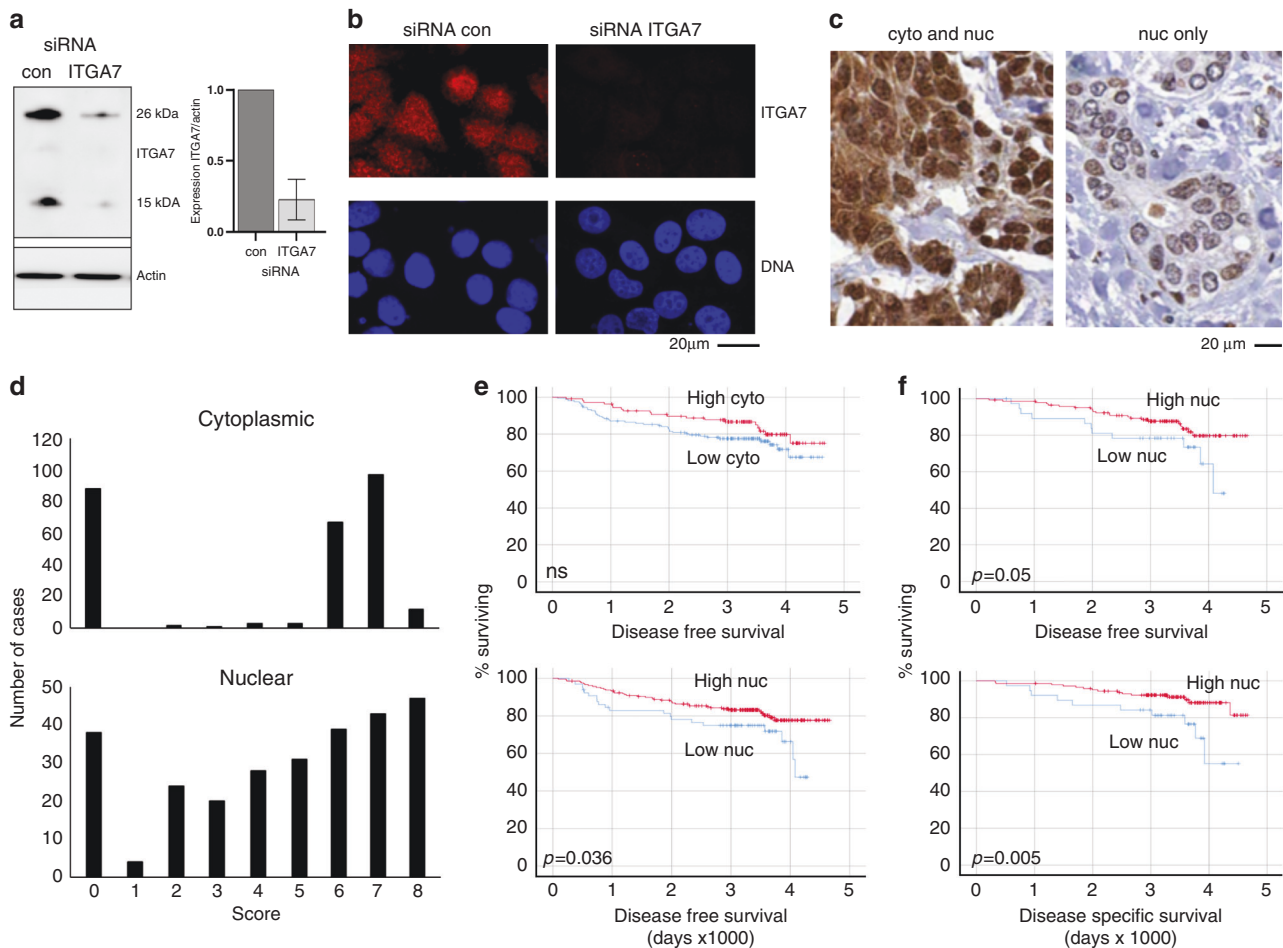 a
siRNA
con ITGA7
26 kDa
ITGA7
15 kDA
Actin
Expression ITGA7/actin
1.0
0.5
0.0
con ITGA7
siRNA
b
siRNA con siRNA ITGA7
ITGA7
DNA
20μm
c
cyto and nuc nuc only
20 μm
d
Cytoplasmic
120
100
80
60
40
20
0
Number of cases
Nuclear
50
40
30
20
10
0
0 1 2 3 4 5 6 7 8
Score
e
% surviving
100
80
60
40
20
0
High cyto
Low cyto
ns
0 1 2 3 4 5
Disease free survival
100
80
60
40
20
0
High nuc
Low nuc
p=0.036
0 1 2 3 4 5
Disease free survival
(days x1000)
f
% surviving
100
80
60
40
20
0
High nuc
Low nuc
p=0.05
0 1 2 3 4 5
Disease free survival
100
80
60
40
20
0
High nuc
Low nuc
p=0.005
0 1 2 3 4 5
Disease specific survival
(days x 1000)